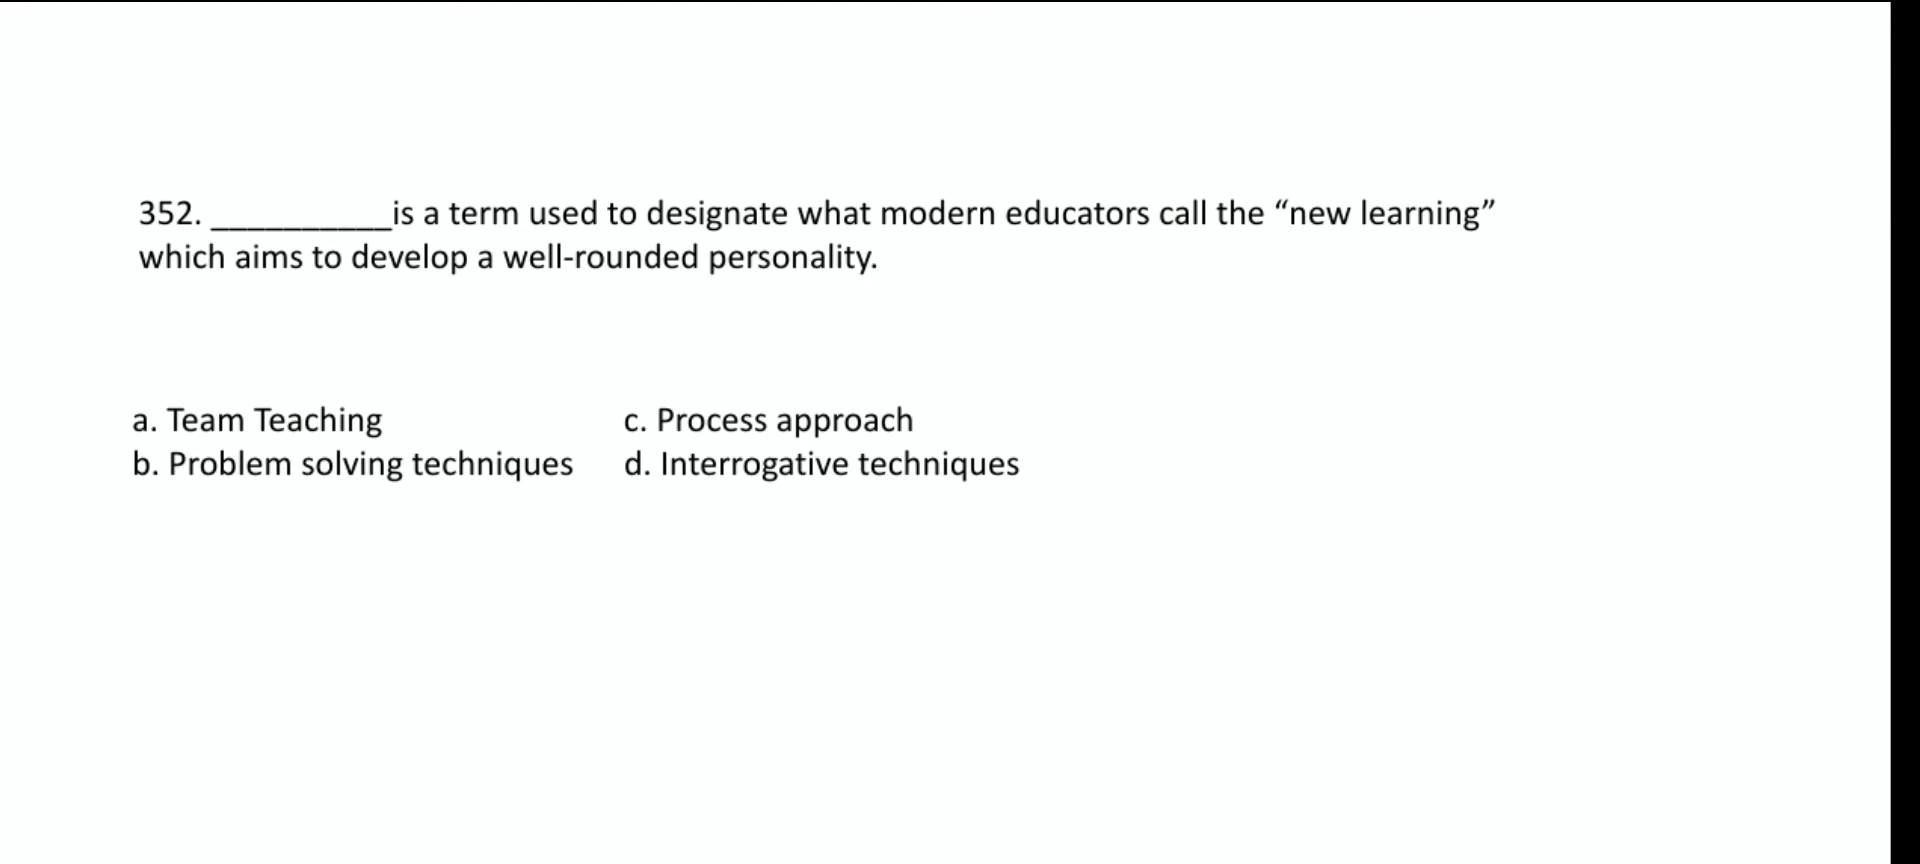 352. __________is a term used to designate what modern educators call the “new learning”
which aims to develop a well-rounded personality.
a. Team Teaching c. Process approach
b. Problem solving techniques d. Interrogative techniques